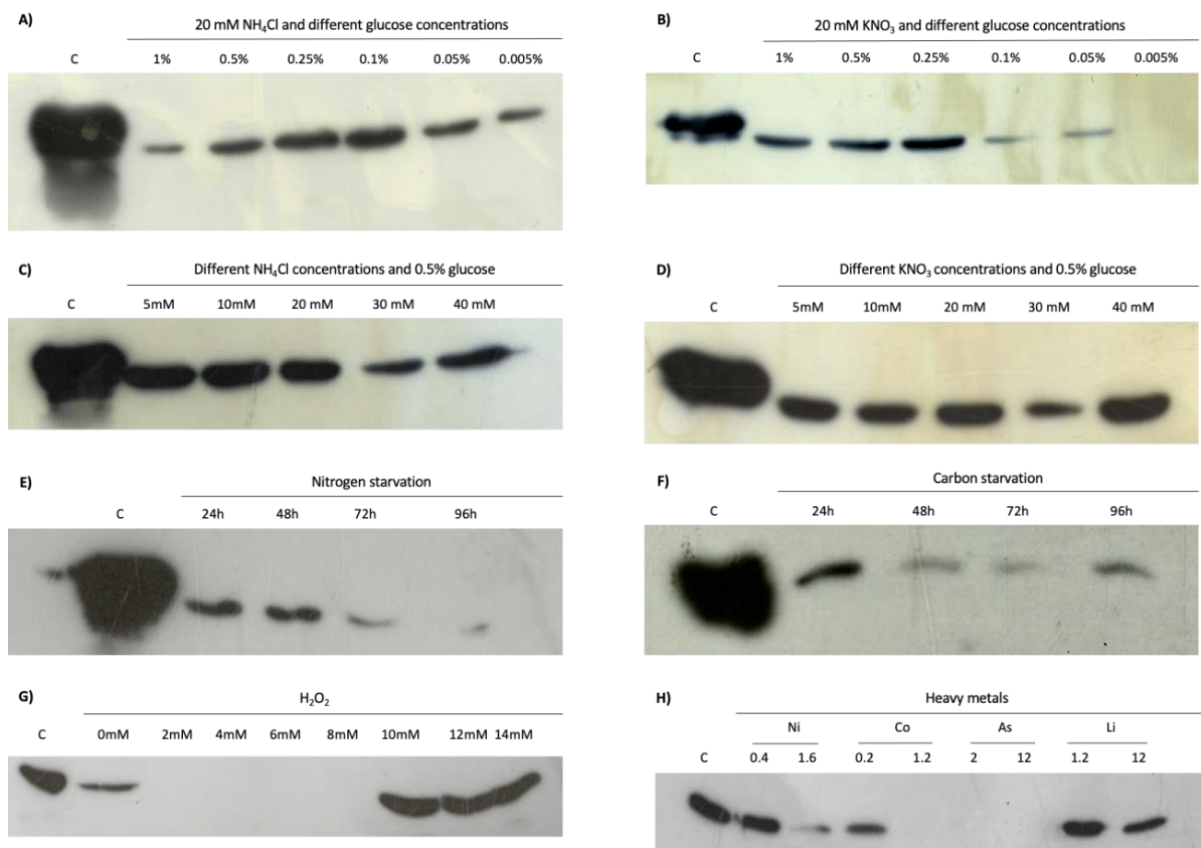 A)
20 mM NH₄Cl and different glucose concentrations
C 1% 0.5% 0.25% 0.1% 0.05% 0.005%
B)
20 mM KNO₃ and different glucose concentrations
C 1% 0.5% 0.25% 0.1% 0.05% 0.005%
C)
Different NH₄Cl concentrations and 0.5% glucose
C 5mM 10mM 20 mM 30 mM 40 mM
D)
Different KNO₃ concentrations and 0.5% glucose
C 5mM 10mM 20 mM 30 mM 40 mM
E)
Nitrogen starvation
C 24h 48h 72h 96h
F)
Carbon starvation
C 24h 48h 72h 96h
G)
H₂O₂
C 0mM 2mM 4mM 6mM 8mM 10mM 12mM 14mM
H)
Heavy metals
Ni Co As Li
C 0.4 1.6 0.2 1.2 2 12 1.2 12